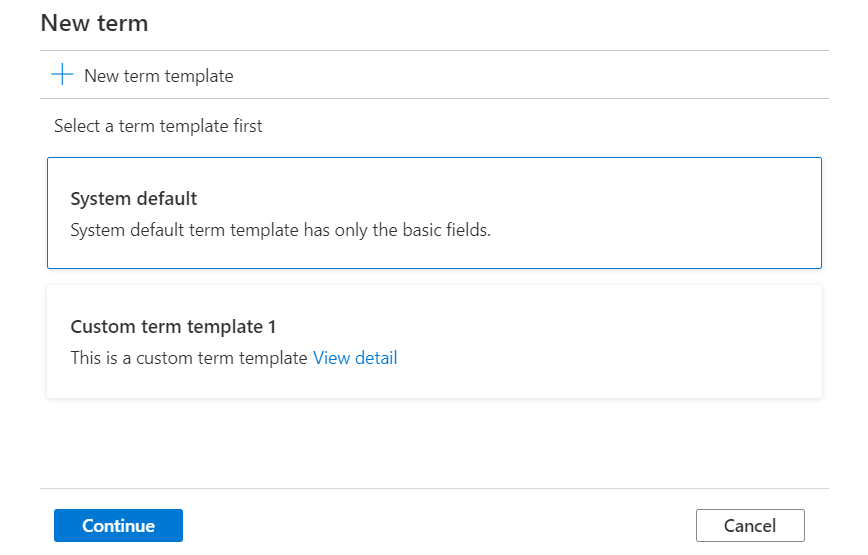 New term
New term template
Select a term template first
System default
System default term template has only the basic fields.
Custom term template 1
This is a custom term template View detail
Continue
Cancel